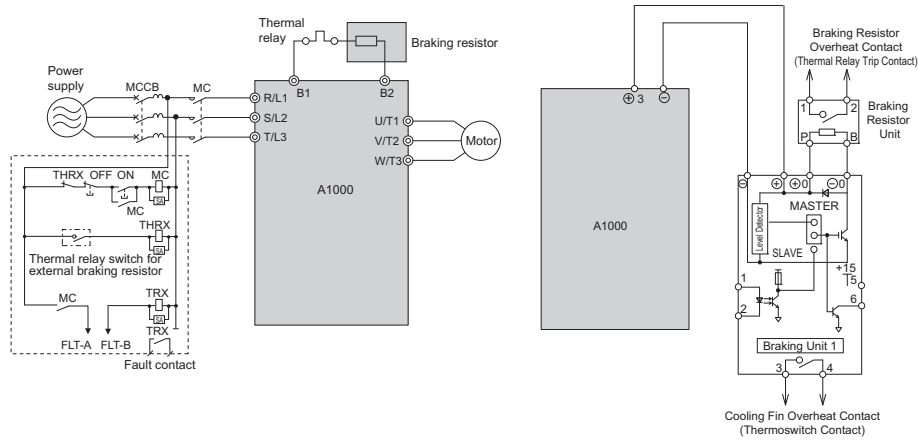 Thermal
relay
Braking resistor
Power
supply
MCCB
MC
B1
B2
R/L1
S/L2
T/L3
U/T1
V/T2
W/T3
Motor
A1000
THRX
OFF
ON
MC
SA
MC
THRX
SA
Thermal relay switch for
external braking resistor
MC
TRX
SA
TRX
FLT-A
FLT-B
Fault contact
⊕ 3
⊖
A1000
Braking Resistor
Overheat Contact
(Thermal Relay Trip Contact)
1
2
P
B
Braking
Resistor
Unit
⊖
⊕
⊕0
⊖0
MASTER
Level Detector
SLAVE
+15
5
1
2
6
Braking Unit 1
3
4
Cooling Fin Overheat Contact
(Thermoswitch Contact)